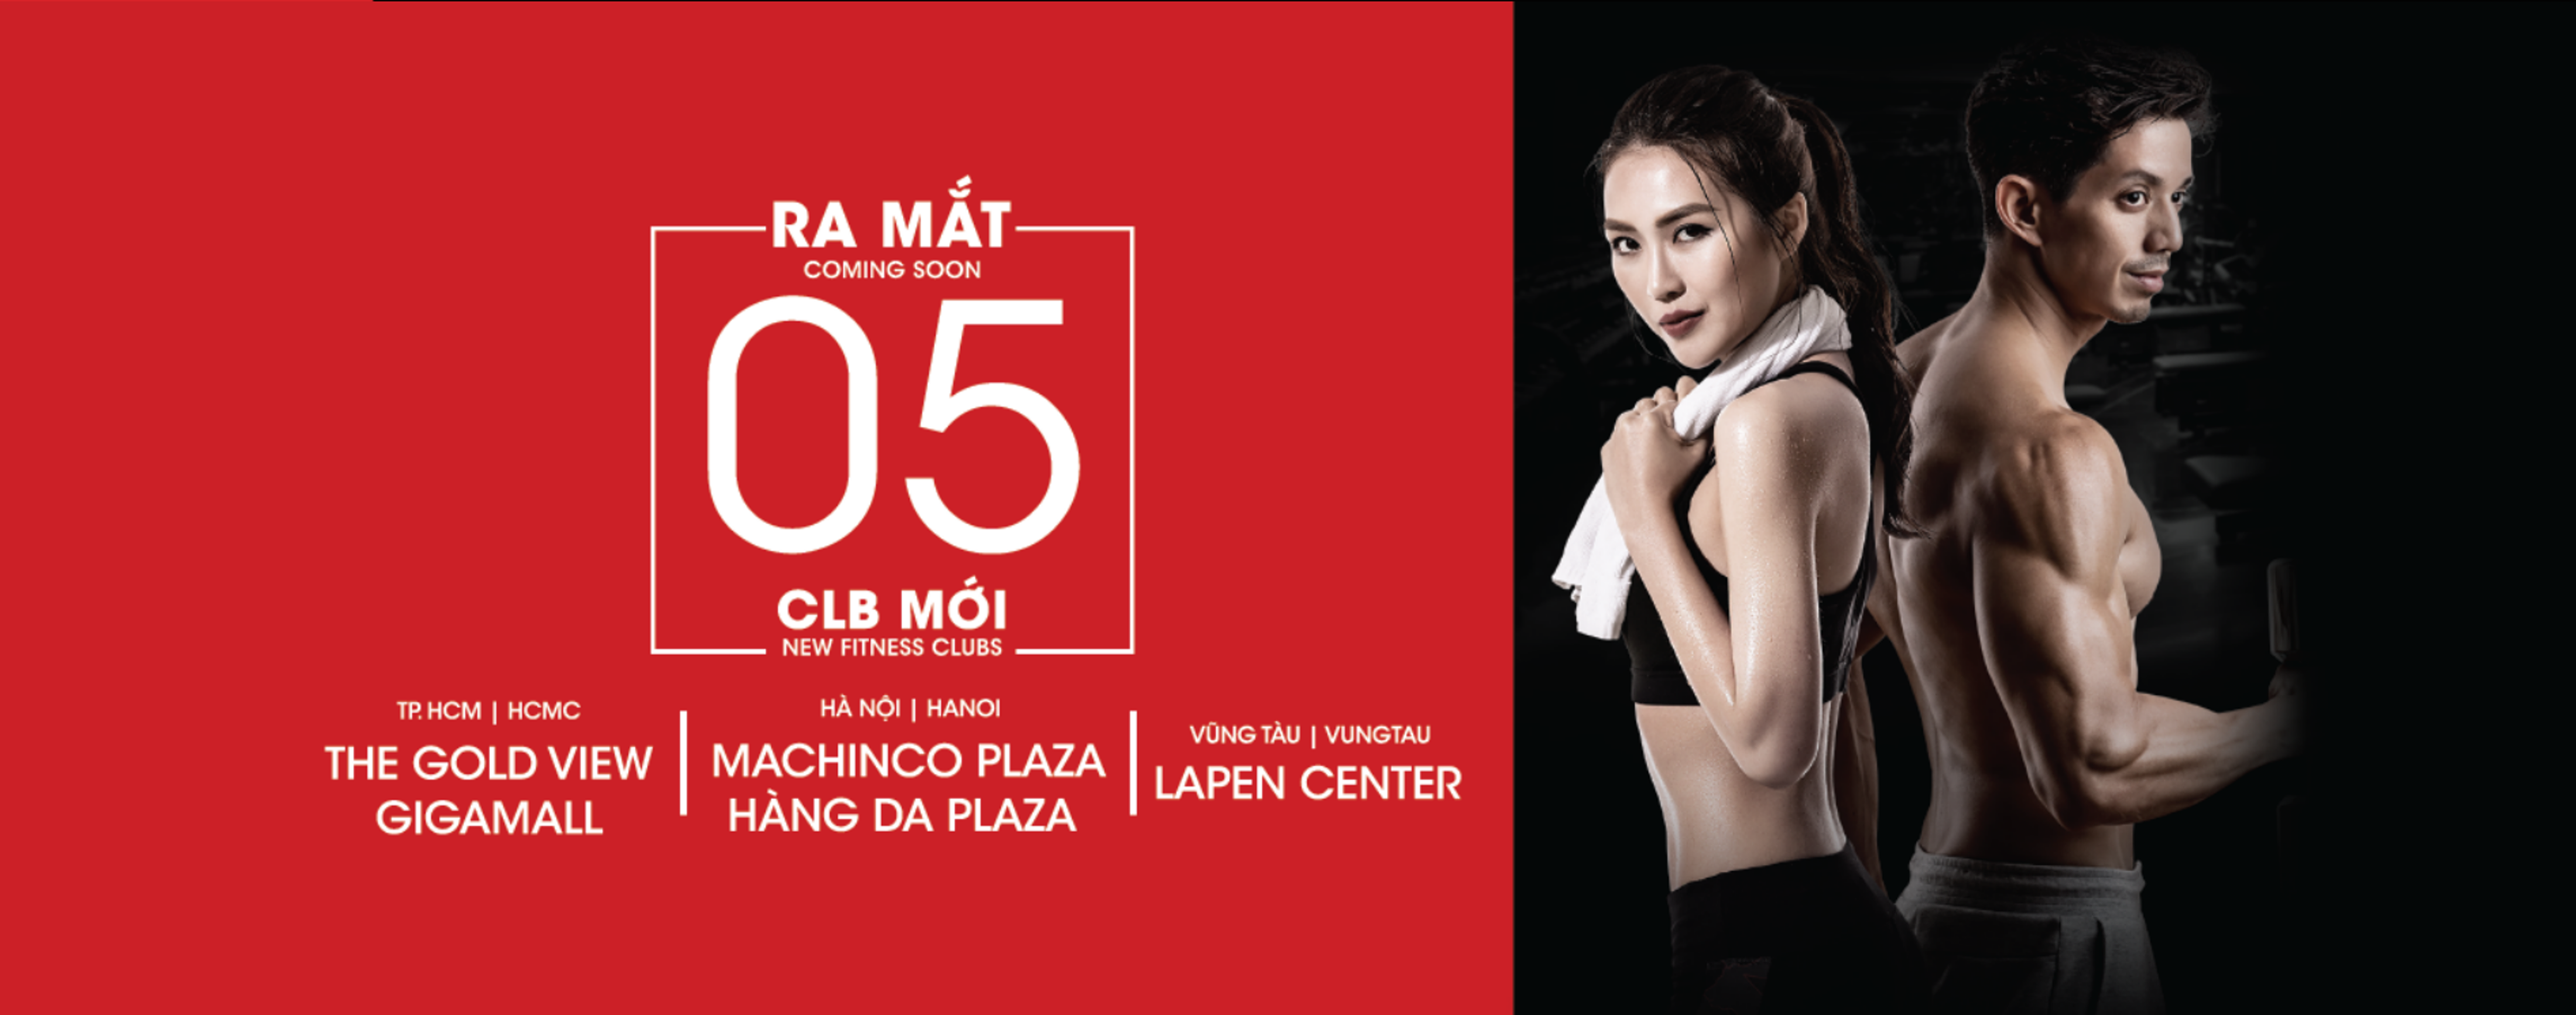 RA MẮT
COMING SOON
05
CLB MỚI
NEW FITNESS CLUBS
TP. HCM | HCMC
THE GOLD VIEW
GIGAMALL
HÀ NỘI | HANOI
MACHINCO PLAZA
HÀNG DA PLAZA
VŨNG TÀU | VUNGTAU
LAPEN CENTER